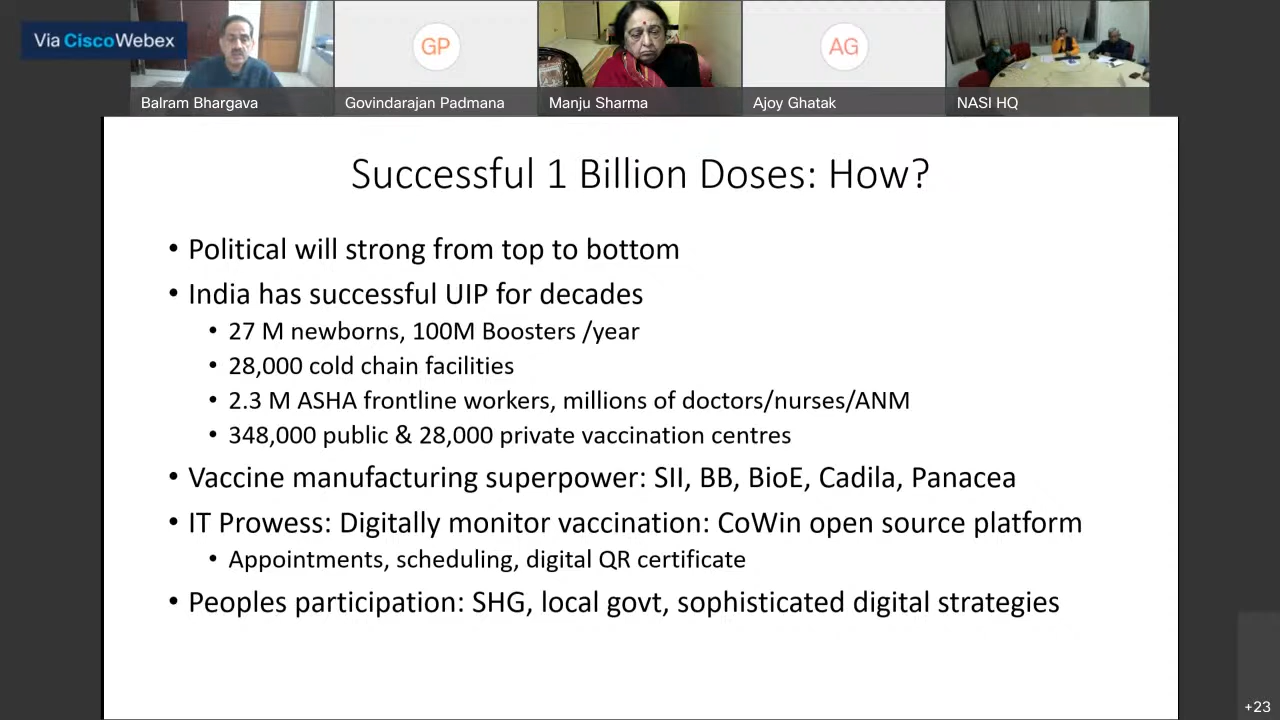 Via CiscoWebex
GP
AG
Balram Bhargava
Govindarajan Padmana
Manju Sharma
Ajoy Ghatak
NASI HQ
Successful 1 Billion Doses: How?
• Political will strong from top to bottom
• India has successful UIP for decades
• 27 M newborns, 100M Boosters /year
• 28,000 cold chain facilities
• 2.3 M ASHA frontline workers, millions of doctors/nurses/ANM
• 348,000 public & 28,000 private vaccination centres
• Vaccine manufacturing superpower: SII, BB, BioE, Cadila, Panacea
• IT Prowess: Digitally monitor vaccination: CoWin open source platform
• Appointments, scheduling, digital QR certificate
• Peoples participation: SHG, local govt, sophisticated digital strategies
+23